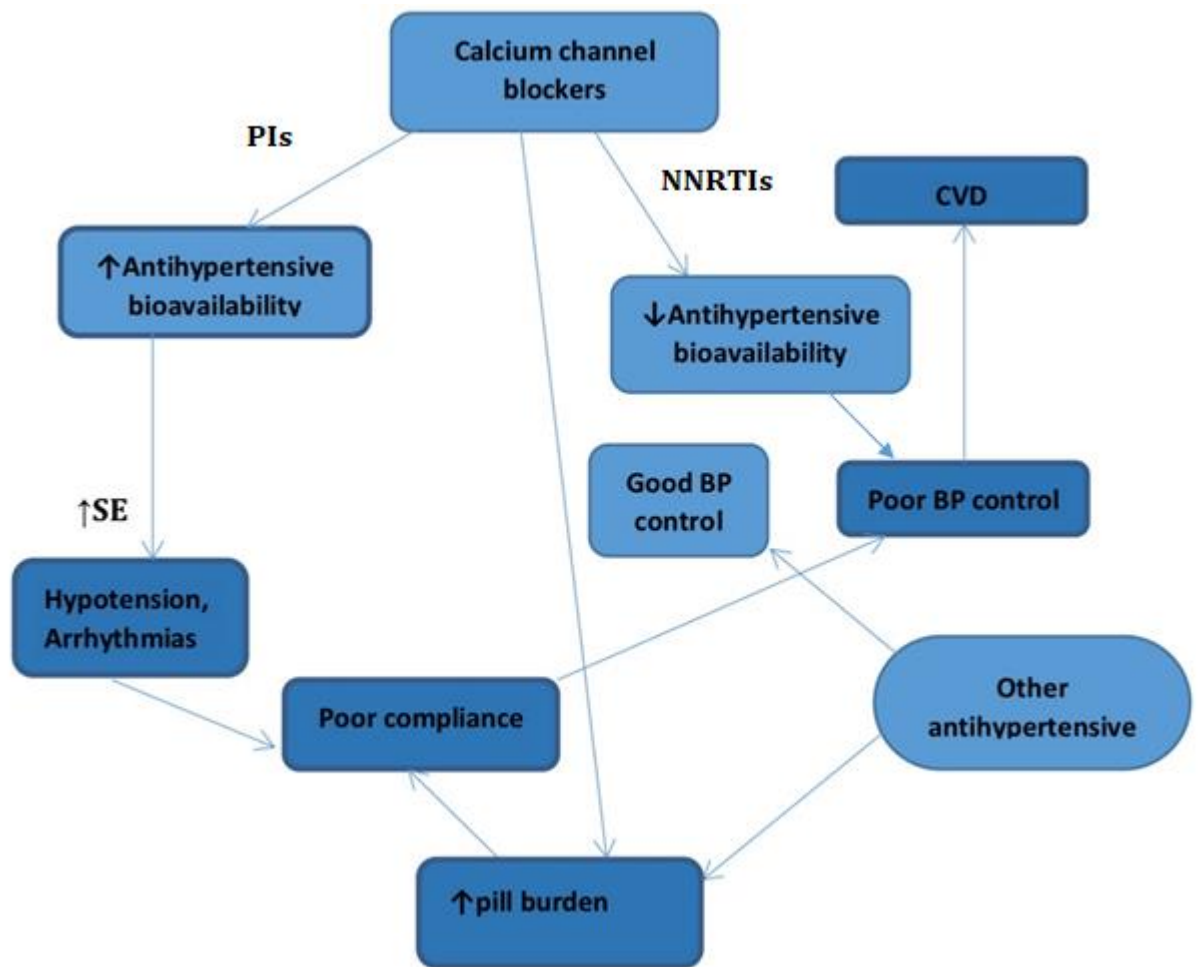 Calcium channel
blockers
PIs
NNRTIs
CVD
↑Antihypertensive
bioavailability
↓Antihypertensive
bioavailability
Good BP
control
Poor BP control
↑SE
Hypotension,
Arrhythmias
Poor compliance
Other
antihypertensive
↑pill burden